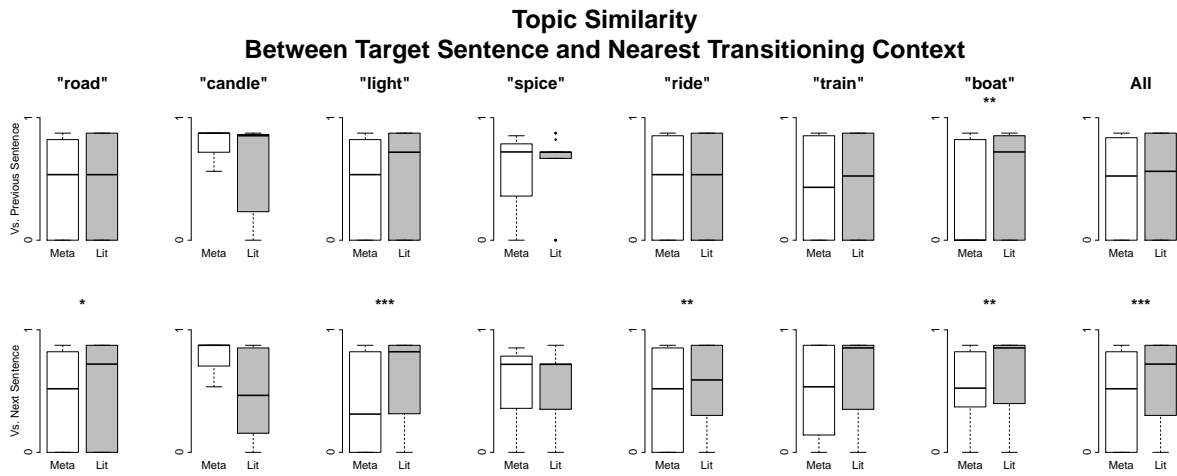 Topic Similarity
Between Target Sentence and Nearest Transitioning Context
"road" "candle" "light" "spice" "ride" "train" "boat" All
**
Vs. Previous Sentence
1 1 1 1 1 1 1 1
0 0 0 0 0 0 0 0
Meta Lit Meta Lit Meta Lit Meta Lit Meta Lit Meta Lit Meta Lit Meta Lit
* *** ** ** ***
Vs. Next Sentence
1 1 1 1 1 1 1 1
0 0 0 0 0 0 0 0
Meta Lit Meta Lit Meta Lit Meta Lit Meta Lit Meta Lit Meta Lit Meta Lit